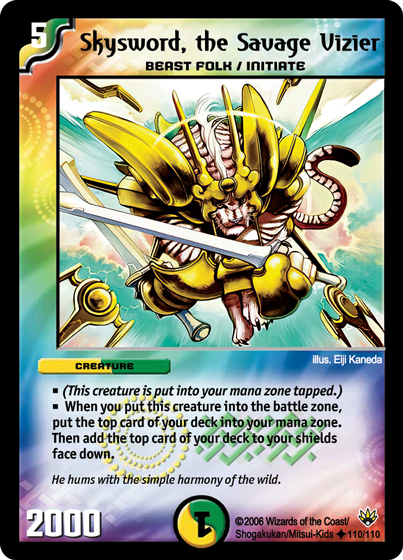 5
Skysword, the Savage Vizier
BEAST FOLK / INITIATE
illus. Eiji Kaneda
CREATURE
▪ (This creature is put into your mana zone tapped.)
▪ When you put this creature into the battle zone,
put the top card of your deck into your mana zone.
Then add the top card of your deck to your shields
face down.
He hums with the simple harmony of the wild.
2000
1
©2006 Wizards of the Coast/
Shogakukan/Mitsui-Kids ◆ 110/110